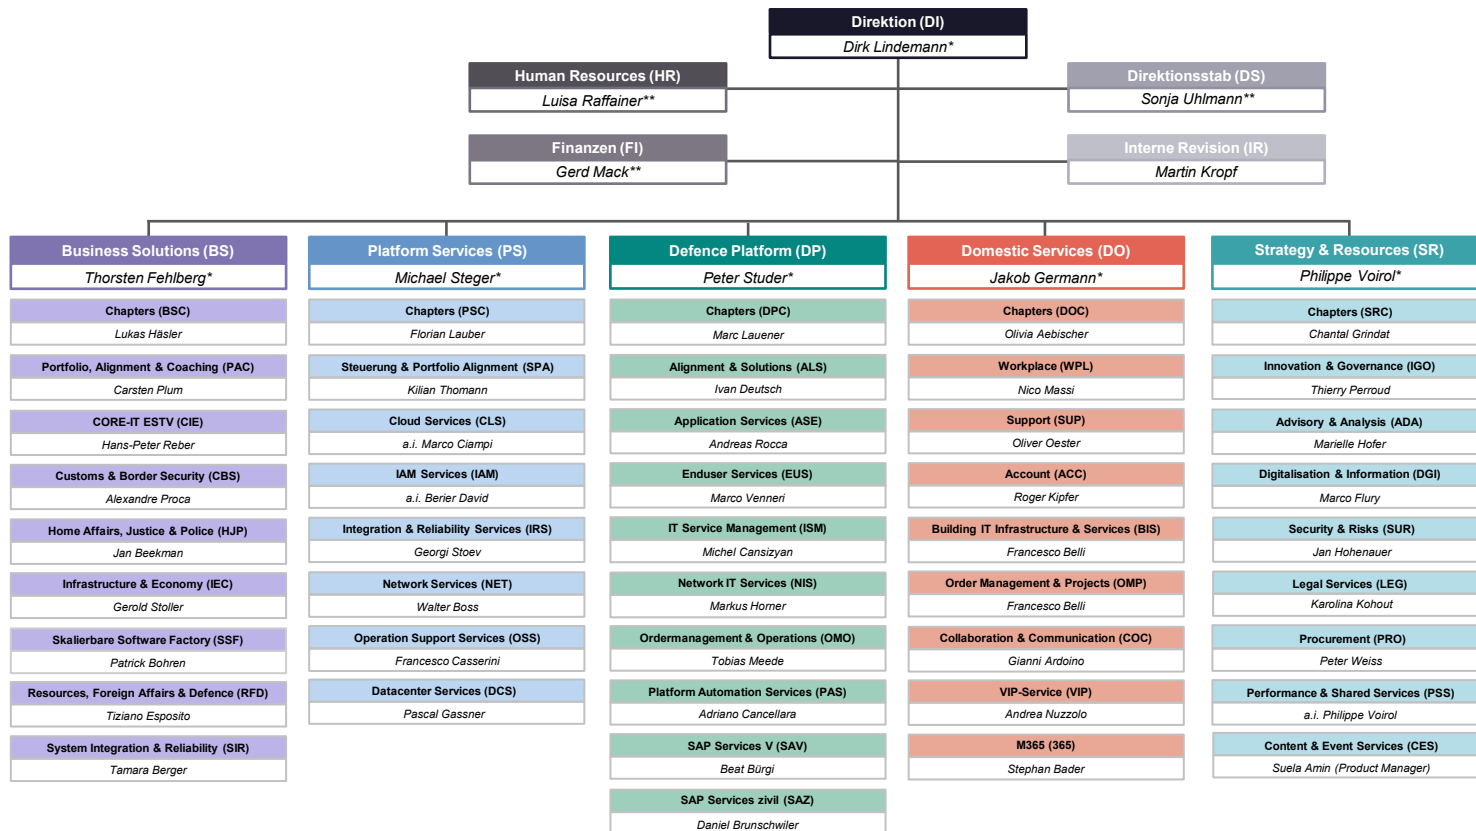 Direktion (DI)
Dirk Lindemann*
Human Resources (HR)
Luisa Raffainer**
Direktionsstab (DS)
Sonja Uhlmann**
Finanzen (FI)
Gerd Mack**
Interne Revision (IR)
Martin Kropf
Business Solutions (BS)
Thorsten Fehlberg*
Chapters (BSC)
Lukas Häsler
Portfolio, Alignment & Coaching (PAC)
Carsten Plum
CORE-IT ESTV (CIE)
Hans-Peter Reber
Customs & Border Security (CBS)
Alexandre Proca
Home Affairs, Justice & Police (HJP)
Jan Beekman
Infrastructure & Economy (IEC)
Gerold Stoller
Skalierbare Software Factory (SSF)
Patrick Bohren
Resources, Foreign Affairs & Defence (RFD)
Tiziano Esposito
System Integration & Reliability (SIR)
Tamara Berger
Platform Services (PS)
Michael Steger*
Chapters (PSC)
Florian Lauber
Steuerung & Portfolio Alignment (SPA)
Kilian Thomann
Cloud Services (CLS)
a.i. Marco Ciampi
IAM Services (IAM)
a.i. Berier David
Integration & Reliability Services (IRS)
Georgi Stoev
Network Services (NET)
Walter Boss
Operation Support Services (OSS)
Francesco Casserini
Datacenter Services (DCS)
Pascal Gassner
Defence Platform (DP)
Peter Studer*
Chapters (DPC)
Marc Lauener
Alignment & Solutions (ALS)
Ivan Deutsch
Application Services (ASE)
Andreas Rocca
Enduser Services (EUS)
Marco Venneri
IT Service Management (ISM)
Michel Cansizyan
Network IT Services (NIS)
Markus Horner
Ordermanagement & Operations (OMO)
Tobias Meede
Platform Automation Services (PAS)
Adriano Cancellara
SAP Services V (SAV)
Beat Bürgi
SAP Services zivil (SAZ)
Daniel Brunschwiler
Domestic Services (DO)
Jakob Germann*
Chapters (DOC)
Olivia Aebischer
Workplace (WPL)
Nico Massi
Support (SUP)
Oliver Oester
Account (ACC)
Roger Kipfer
Building IT Infrastructure & Services (BIS)
Francesco Belli
Order Management & Projects (OMP)
Francesco Belli
Collaboration & Communication (COC)
Gianni Ardoino
VIP-Service (VIP)
Andrea Nuzzolo
M365 (365)
Stephan Bader
Strategy & Resources (SR)
Philippe Voirol*
Chapters (SRC)
Chantal Grindat
Innovation & Governance (IGO)
Thierry Perroud
Advisory & Analysis (ADA)
Marielle Hofer
Digitalisation & Information (DGI)
Marco Flury
Security & Risks (SUR)
Jan Hohenauer
Legal Services (LEG)
Karolina Kohout
Procurement (PRO)
Peter Weiss
Performance & Shared Services (PSS)
a.i. Philippe Voirol
Content & Event Services (CES)
Suela Amin (Product Manager)